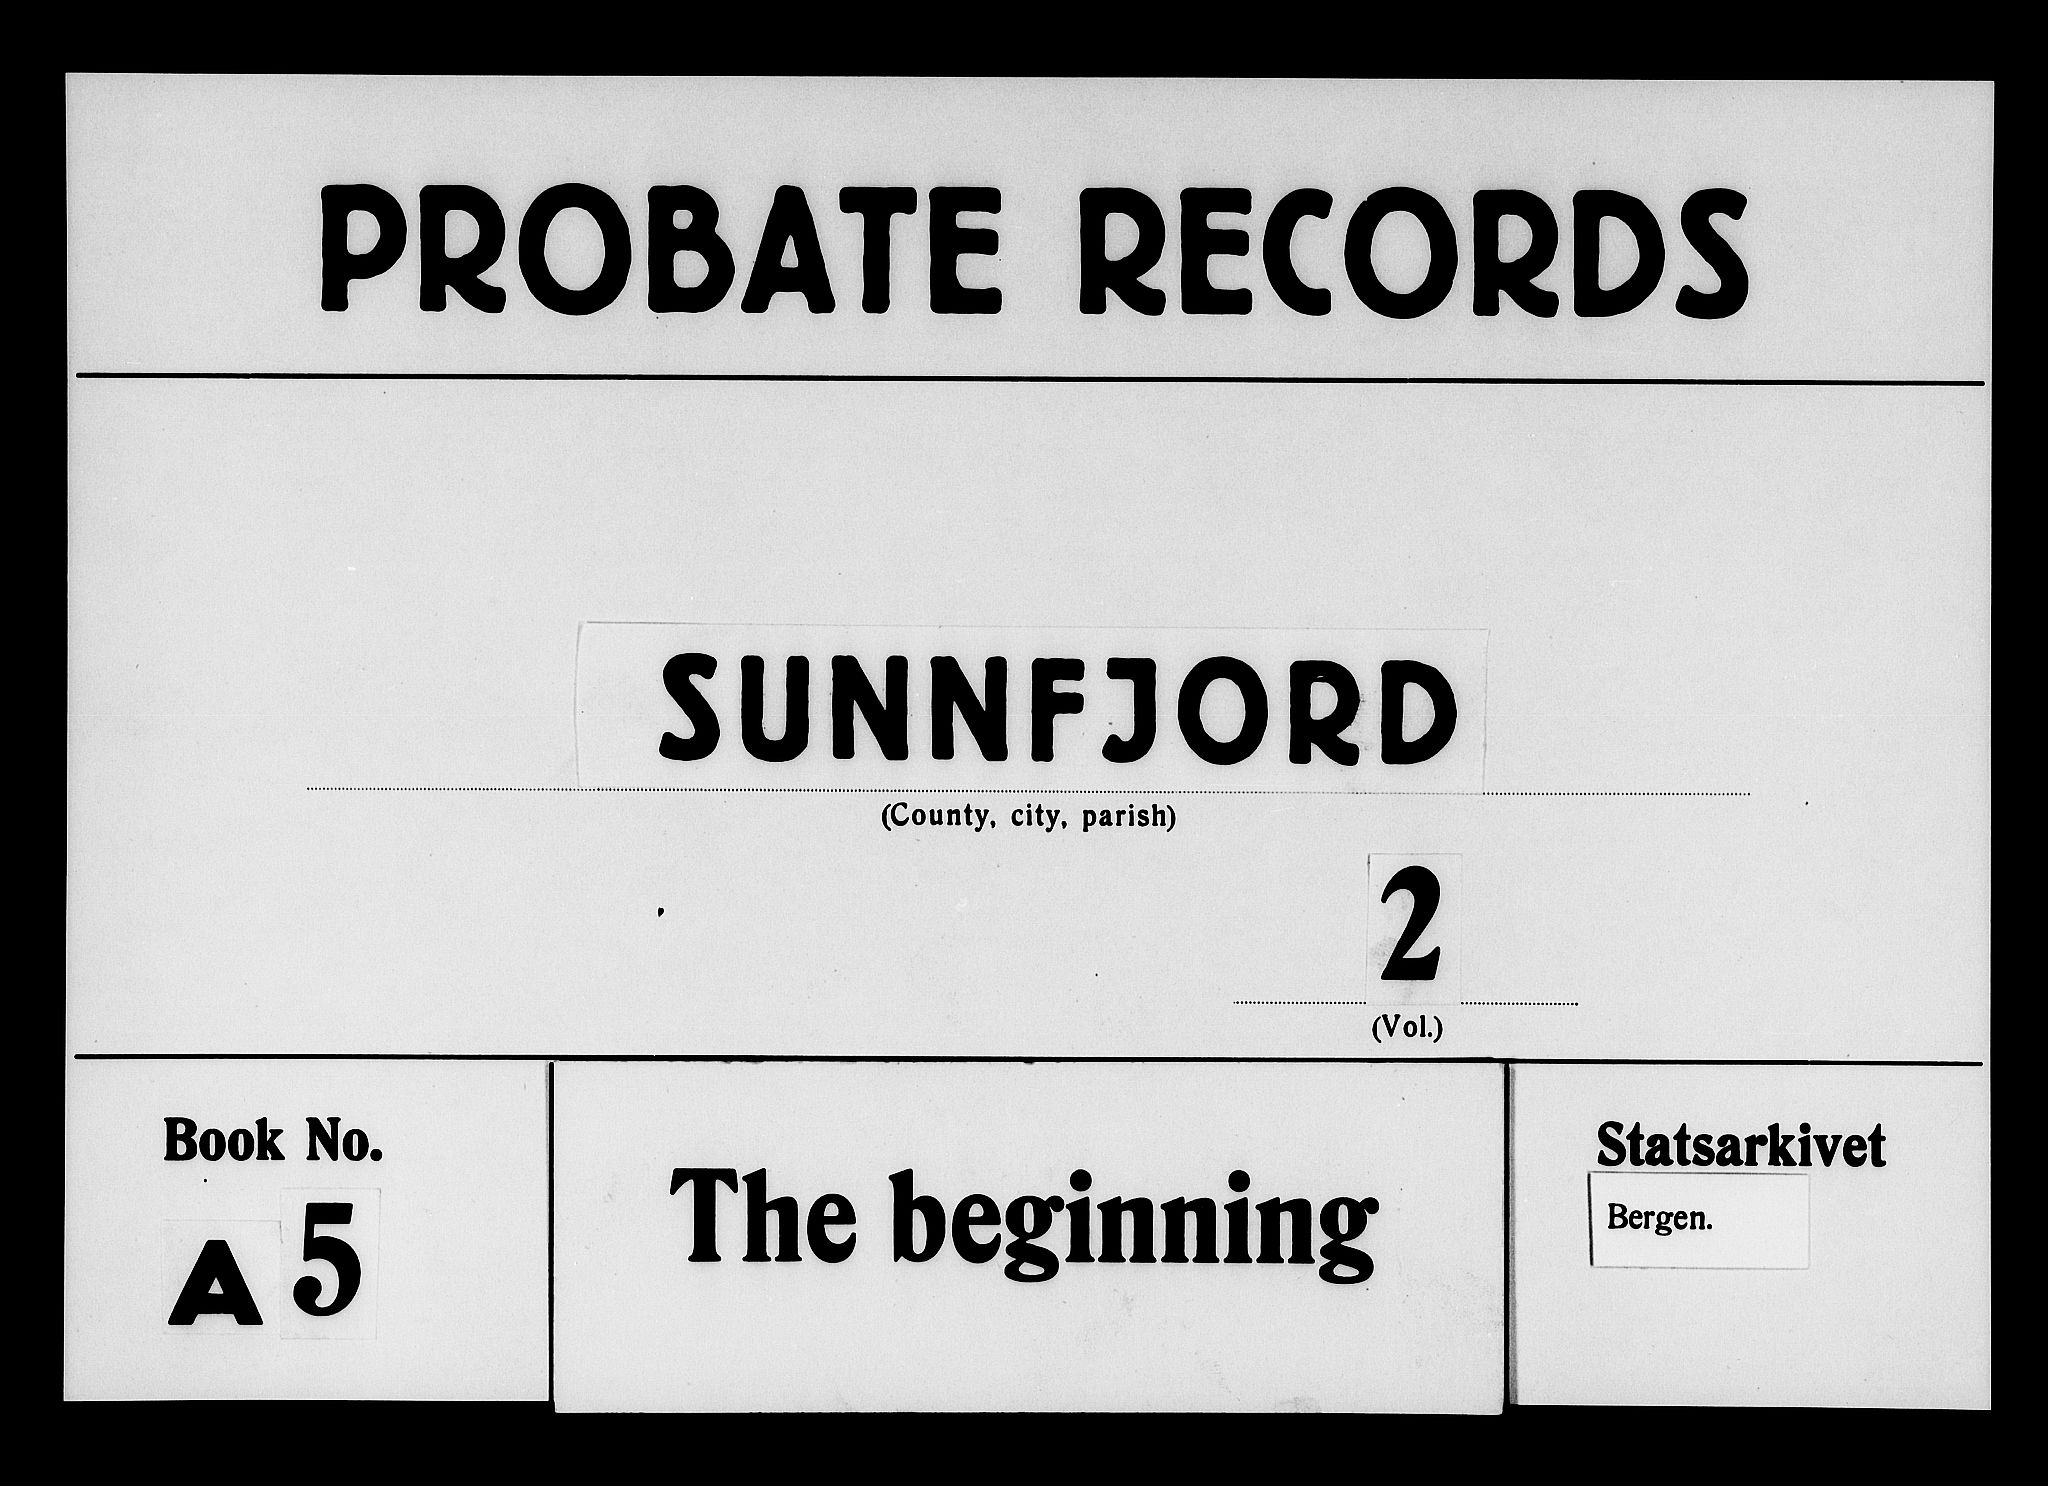 PROBATE RECORDS
SUNNFJORD
(County, city, parish)
2
(Vol.)
Book No.
A 5
The beginning
Statsarkivet
Bergen.